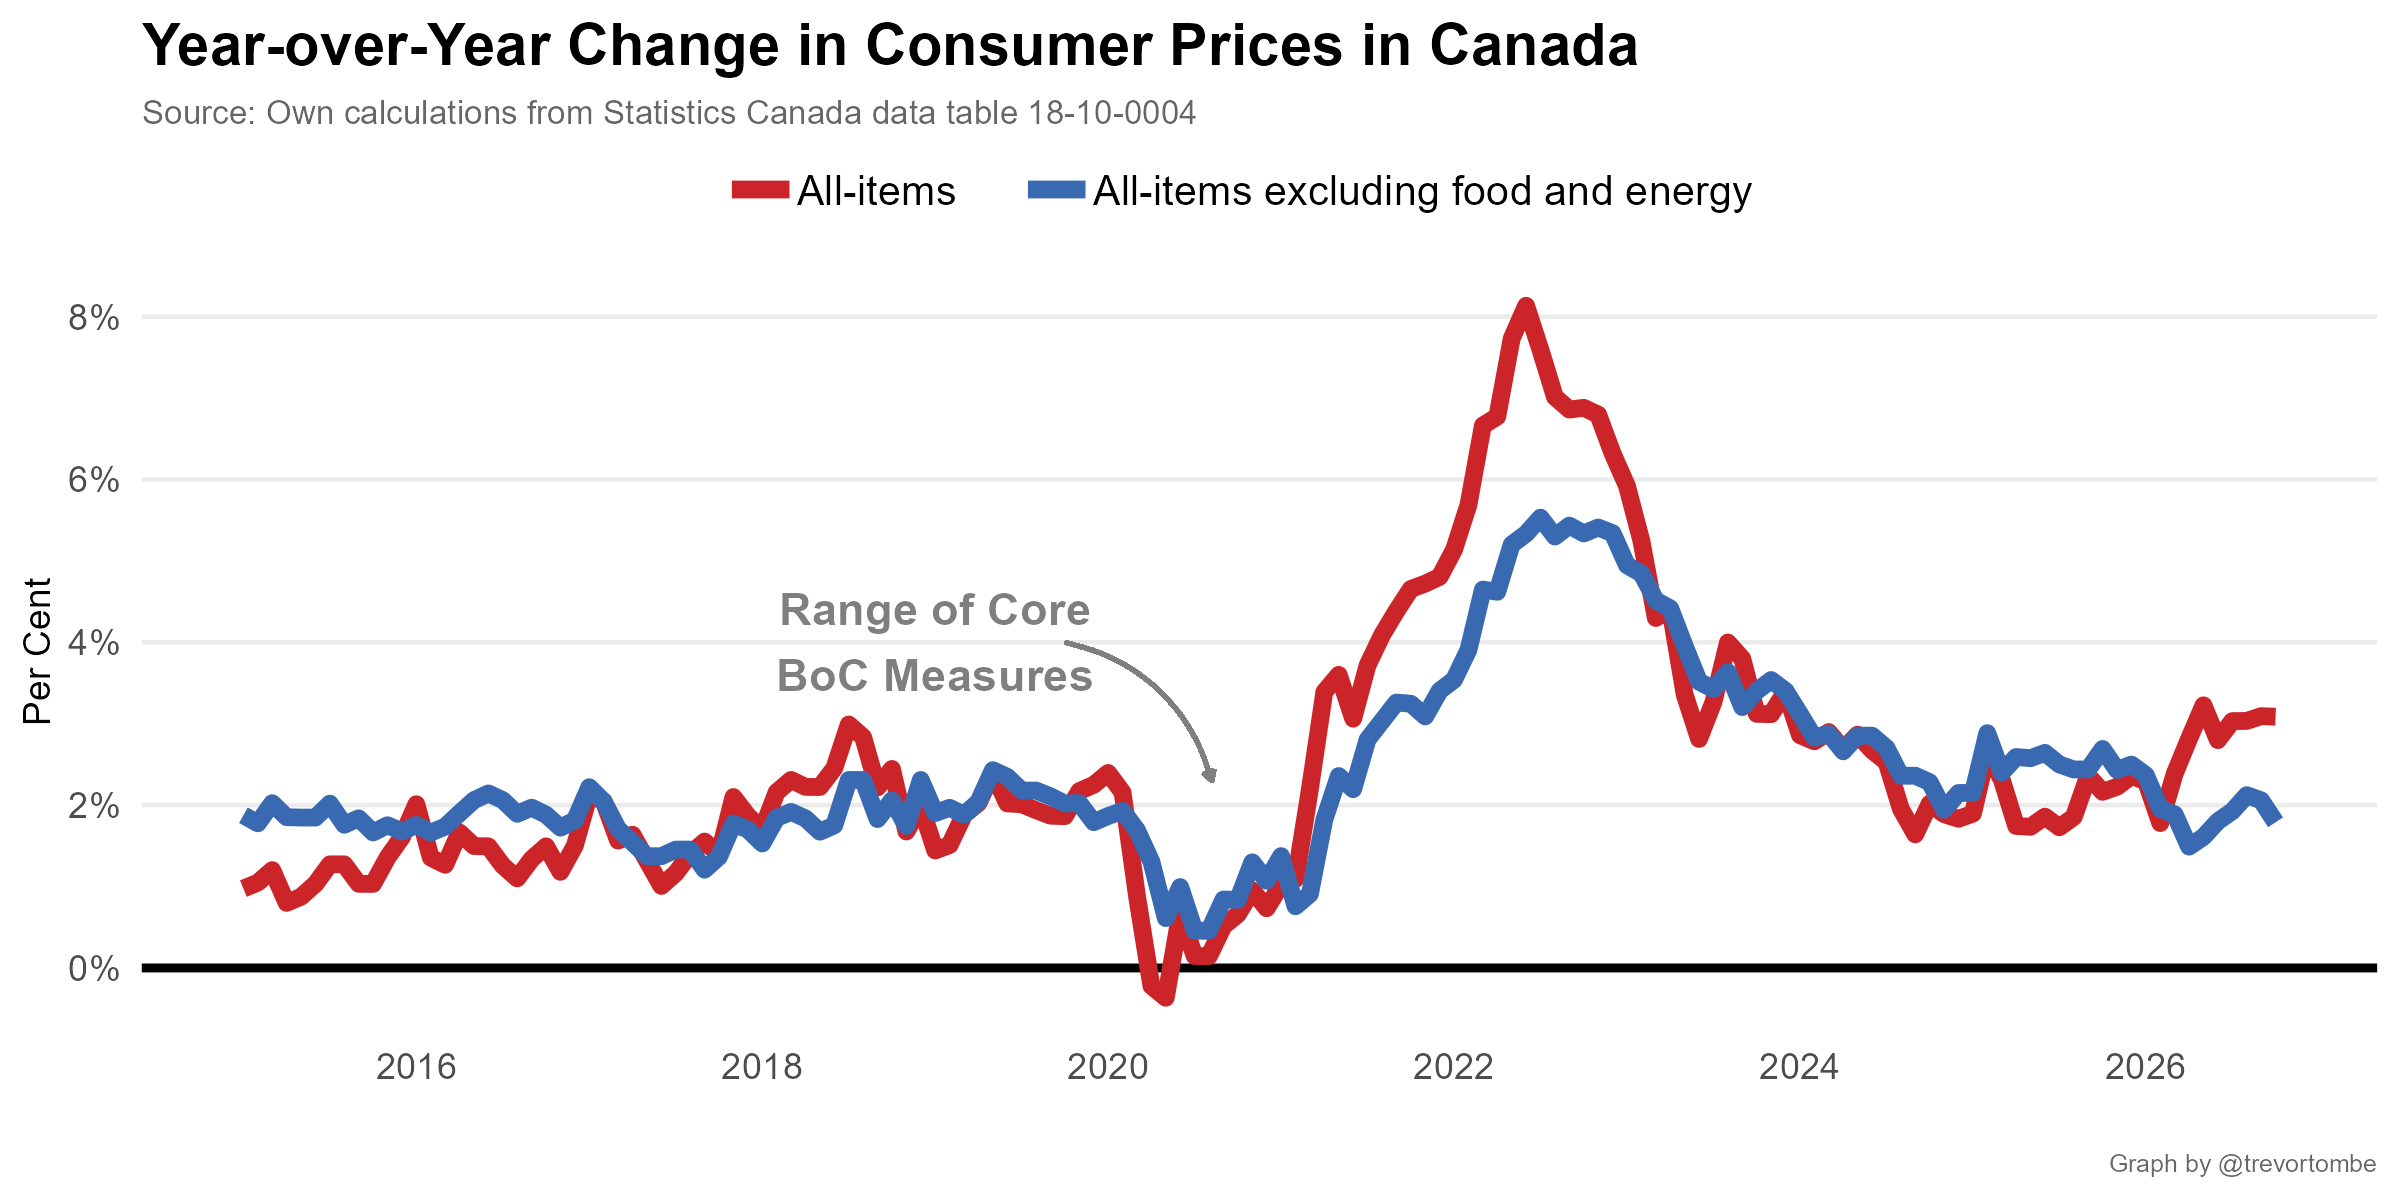 Year-over-Year Change in Consumer Prices in Canada
Source: Own calculations from Statistics Canada data table 18-10-0004
All-items
All-items excluding food and energy
8%
6%
4%
2%
0%
Per Cent
Range of Core
BoC Measures
2016
2018
2020
2022
2024
2026
Graph by @trevortombe